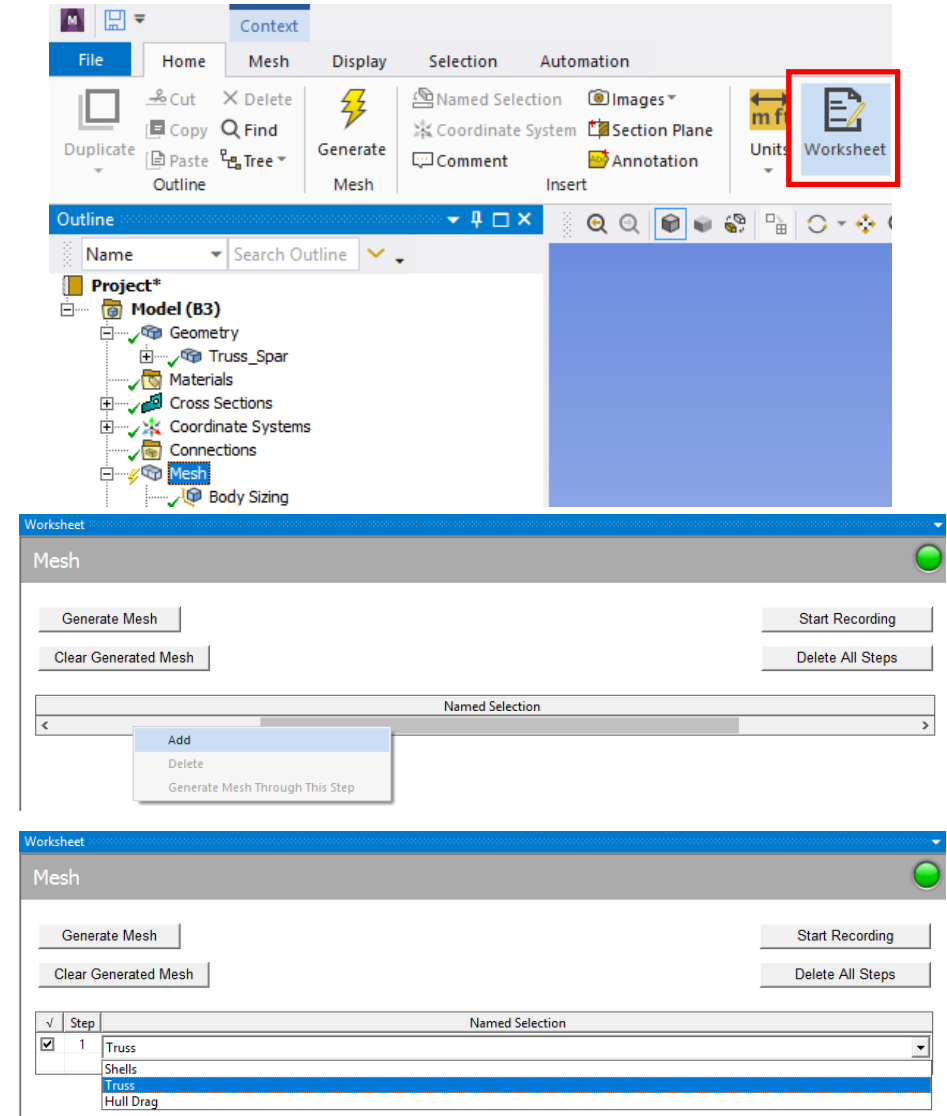 M
Context
File Home Mesh Display Selection Automation
Cut Delete Named Selection Images
Duplicate Copy Find Generate Coordinate System Section Plane m ft Units Worksheet
Paste Tree Comment Annotation
Outline Mesh Insert
Outline
Name Search Outline
Project*
Model (B3)
Geometry
Truss_Spar
Materials
Cross Sections
Coordinate Systems
Connections
Mesh
Body Sizing
Worksheet
Mesh
Generate Mesh Start Recording
Clear Generated Mesh Delete All Steps
Named Selection
Add
Delete
Generate Mesh Through This Step
Worksheet
Mesh
Generate Mesh Start Recording
Clear Generated Mesh Delete All Steps
√ Step Named Selection
1 Truss
Shells
Truss
Hull Drag